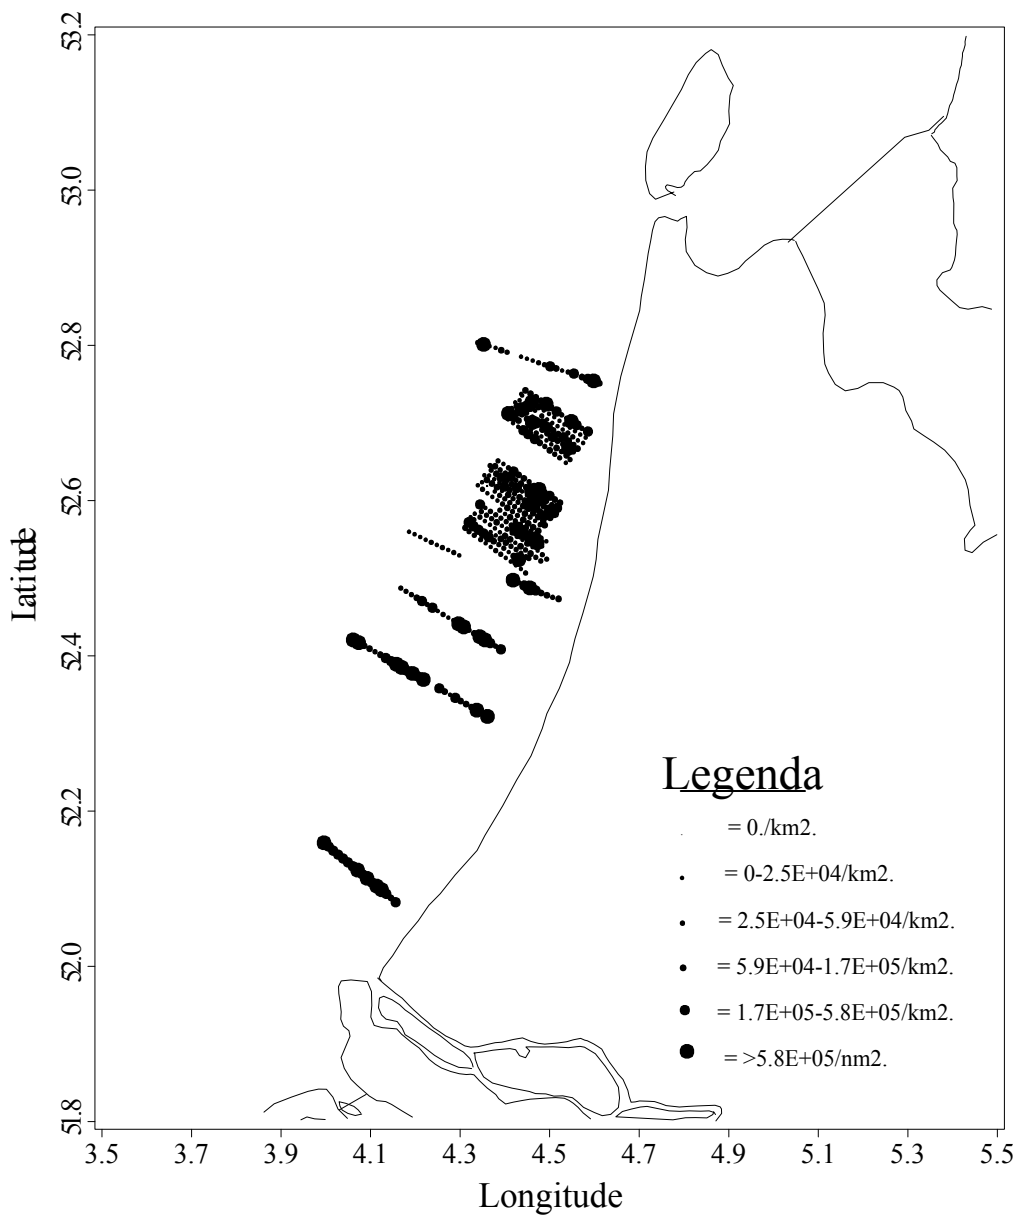 53.2
53.0
52.8
52.6
52.4
52.2
52.0
51.8
Latitude
Legenda
= 0./km2.
= 0-2.5E+04/km2.
= 2.5E+04-5.9E+04/km2.
= 5.9E+04-1.7E+05/km2.
= 1.7E+05-5.8E+05/km2.
= >5.8E+05/nm2.
3.5 3.7 3.9 4.1 4.3 4.5 4.7 4.9 5.1 5.3 5.5
Longitude